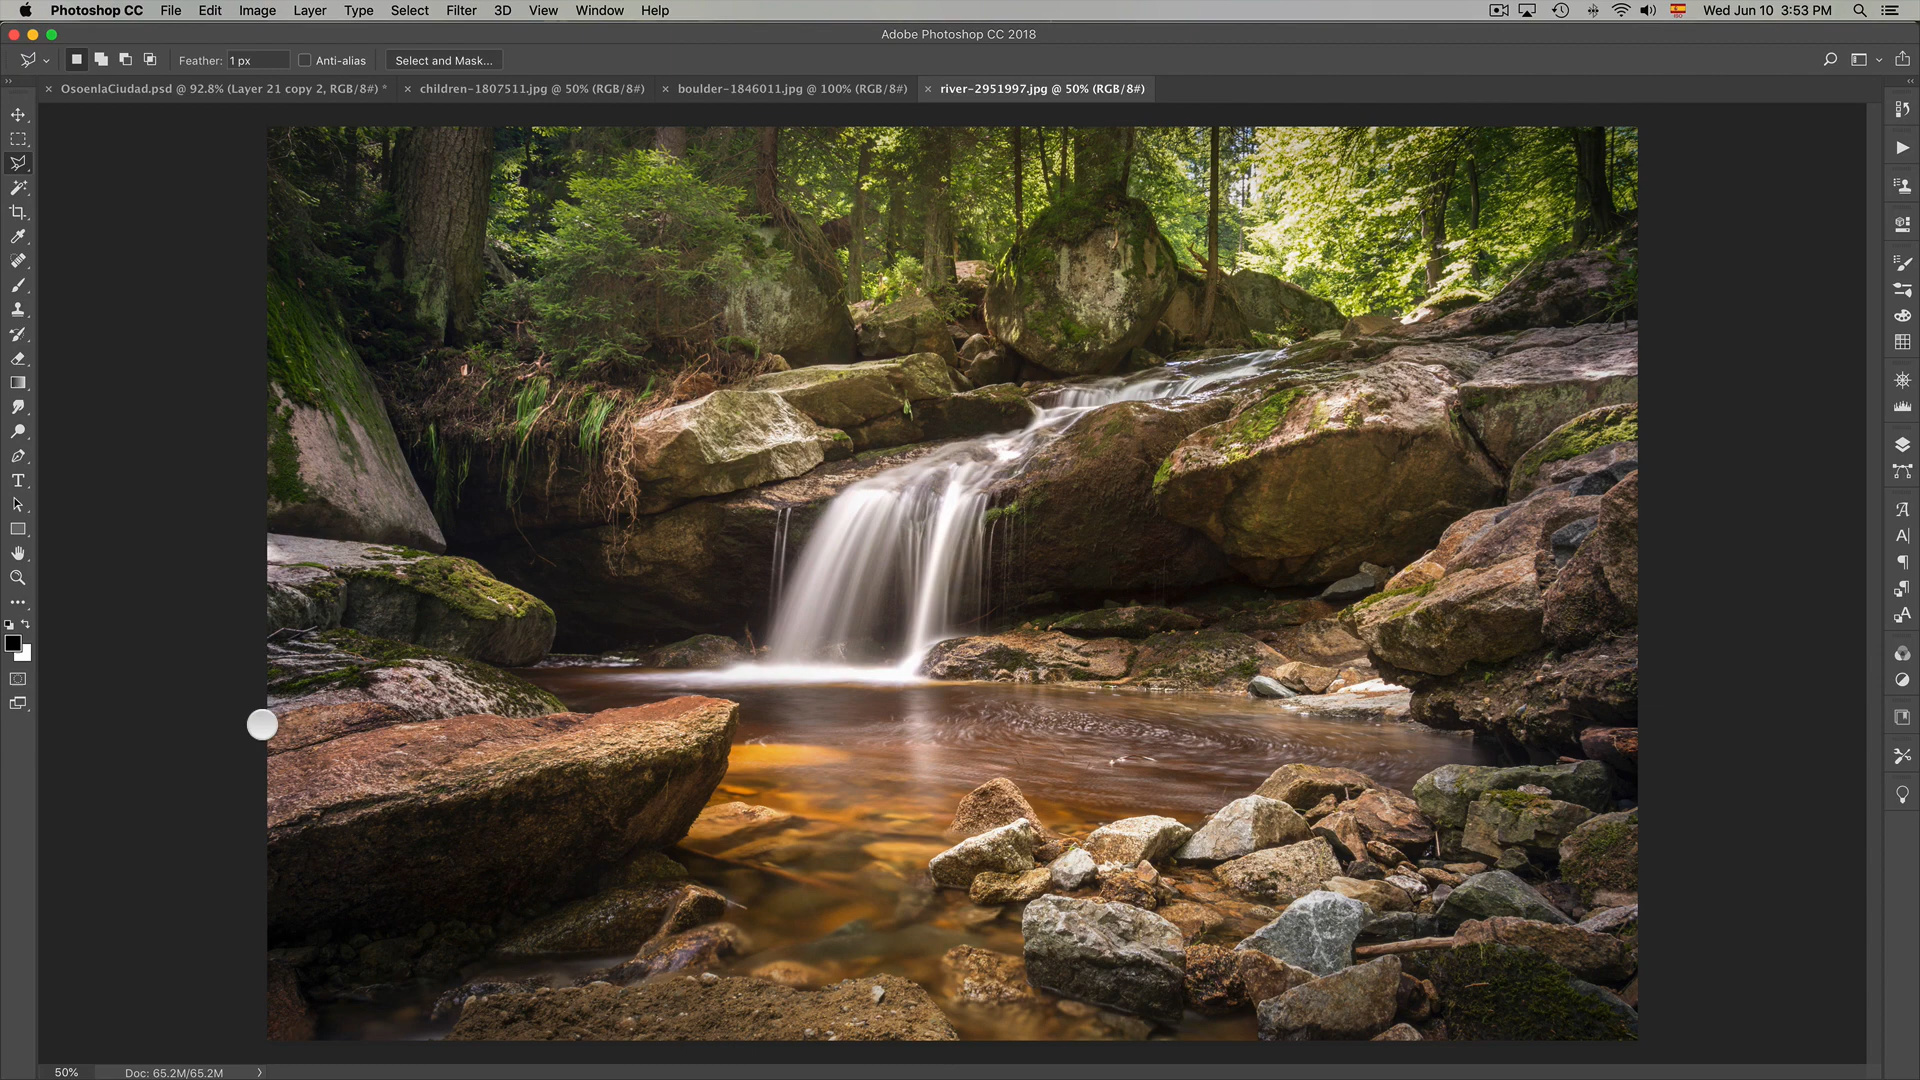 Photoshop CC File Edit Image Layer Type Select Filter 3D View Window Help Wed Jun 10 3:53 PM
Adobe Photoshop CC 2018
Feather: 1 px Anti-alias Select and Mask...
OsoenlaCiudad.psd @ 92.8% (Layer 21 copy 2, RGB/8#) * children-1807511.jpg @ 50% (RGB/8#) boulder-1846011.jpg @ 100% (RGB/8#) river-2951997.jpg @ 50% (RGB/8#)
50% Doc: 65.2M/65.2M